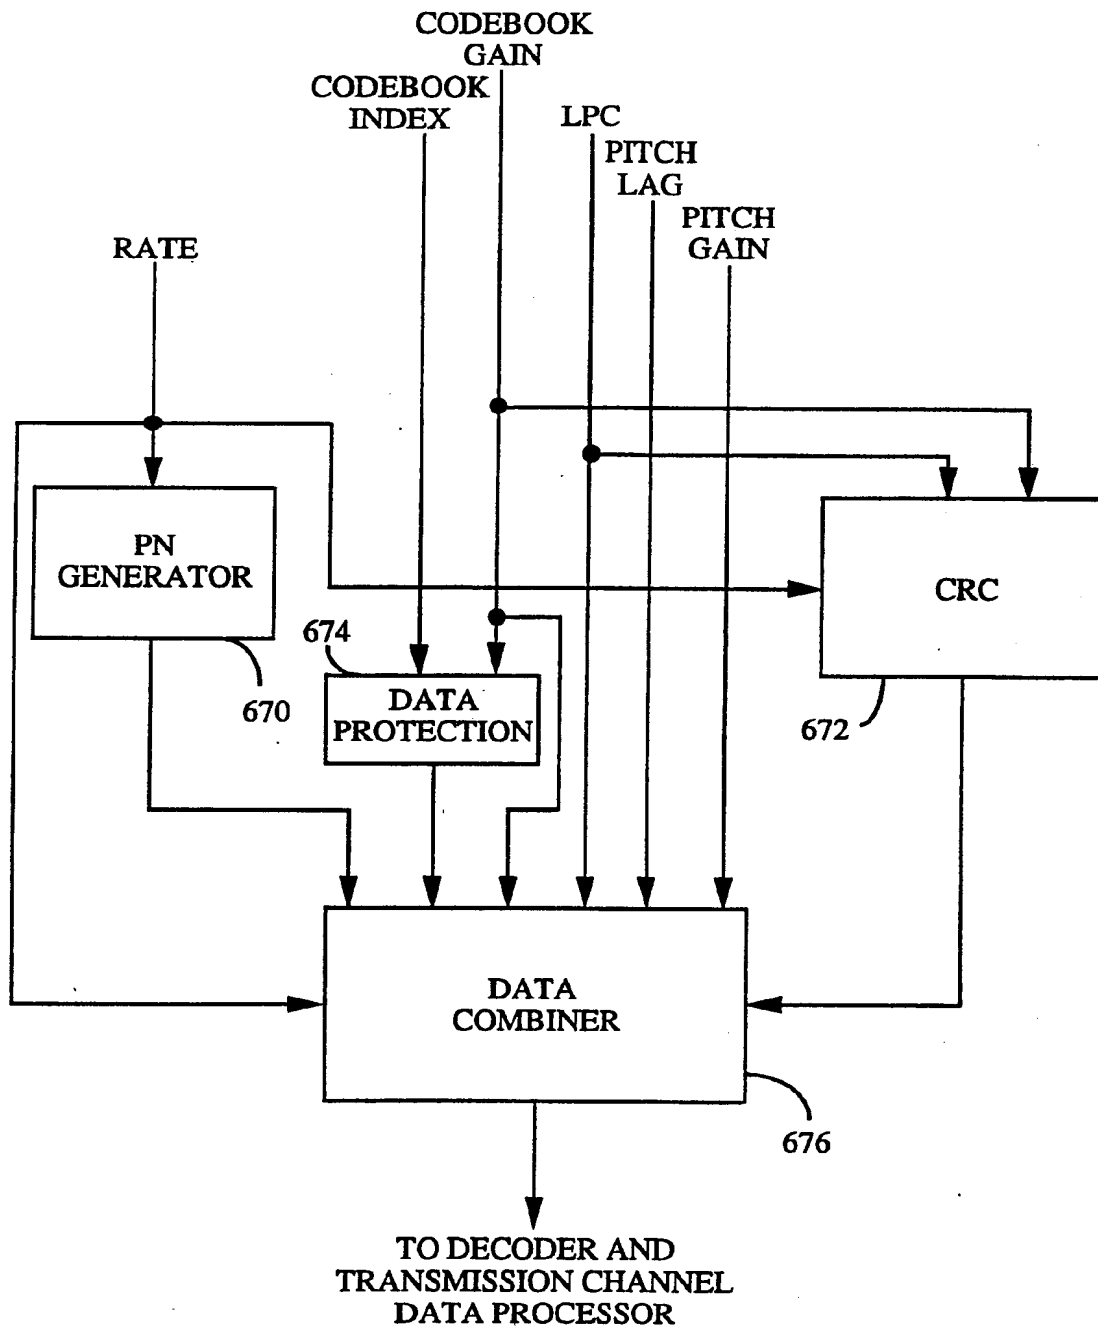 CODEBOOK
GAIN
CODEBOOK
INDEX
LPC
PITCH
LAG
PITCH
GAIN
RATE
PN
GENERATOR
670
674
DATA
PROTECTION
CRC
672
DATA
COMBINER
676
TO DECODER AND
TRANSMISSION CHANNEL
DATA PROCESSOR